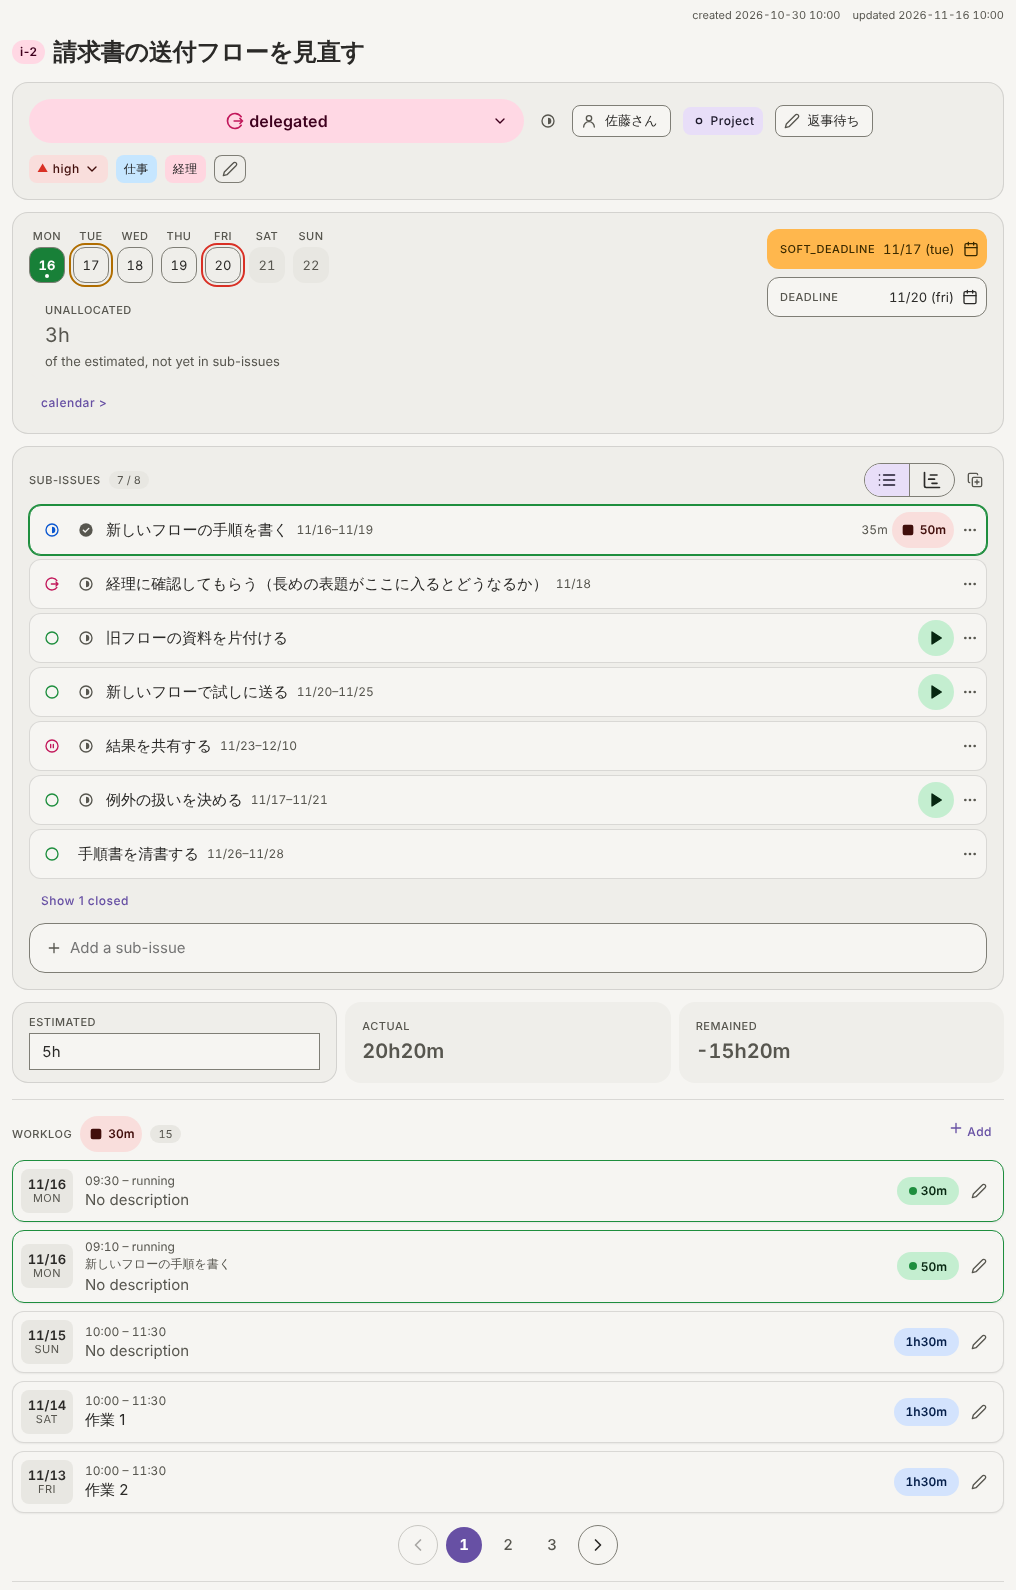 created 2026-10-30 10:00 updated 2026-11-16 10:00
i-2 請求書の送付フローを見直す
delegated 佐藤さん Project 返事待ち
high 仕事 経理
MON TUE WED THU FRI SAT SUN
16 17 18 19 20 21 22
SOFT_DEADLINE 11/17 (tue)
DEADLINE 11/20 (fri)
UNALLOCATED
3h
of the estimated, not yet in sub-issues
calendar >
SUB-ISSUES 7 / 8
新しいフローの手順を書く 11/16–11/19 35m 50m
経理に確認してもらう（長めの表題がここに入るとどうなるか） 11/18
旧フローの資料を片付ける
新しいフローで試しに送る 11/20–11/25
結果を共有する 11/23–12/10
例外の扱いを決める 11/17–11/21
手順書を清書する 11/26–11/28
Show 1 closed
Add a sub-issue
ESTIMATED
5h
ACTUAL
20h20m
REMAINED
-15h20m
WORKLOG 30m 15 + Add
11/16 MON 09:30 – running
No description 30m
11/16 MON 09:10 – running
新しいフローの手順を書く
No description 50m
11/15 SUN 10:00 – 11:30
No description 1h30m
11/14 SAT 10:00 – 11:30
作業 1 1h30m
11/13 FRI 10:00 – 11:30
作業 2 1h30m
1 2 3